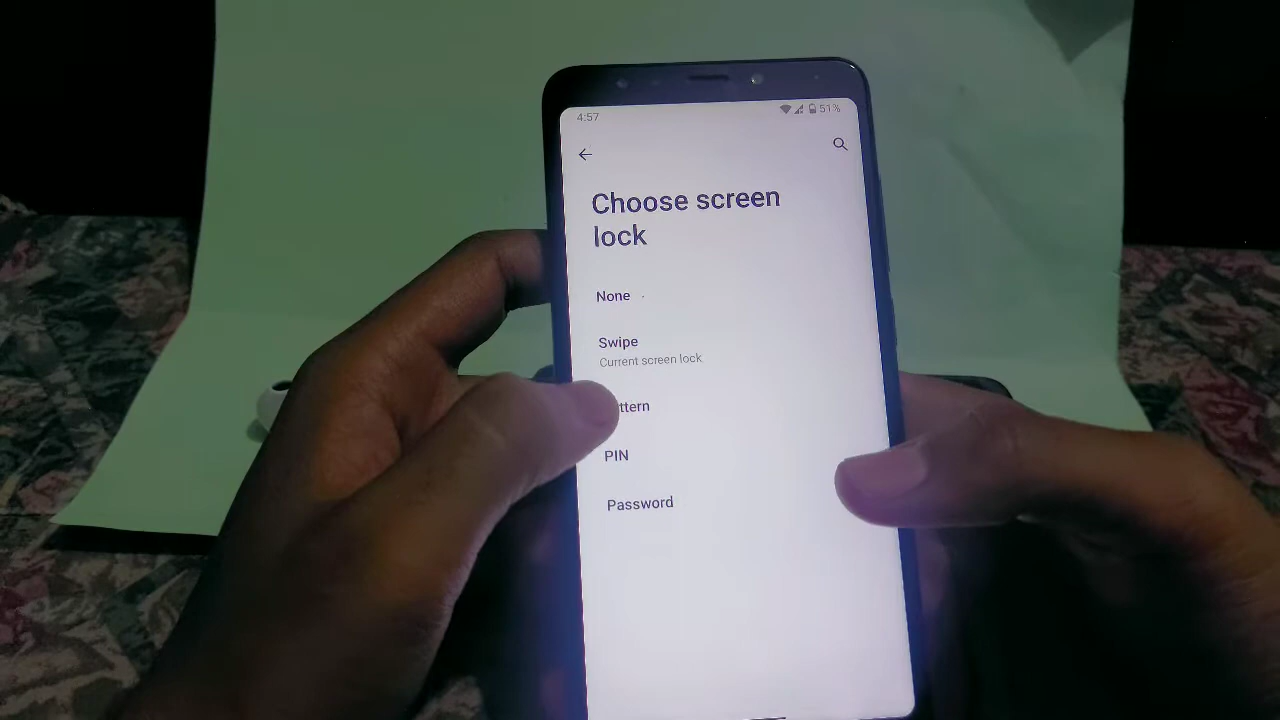 4:57
51%
Choose screen
lock
None
Swipe
Current screen lock
ttern
PIN
Password